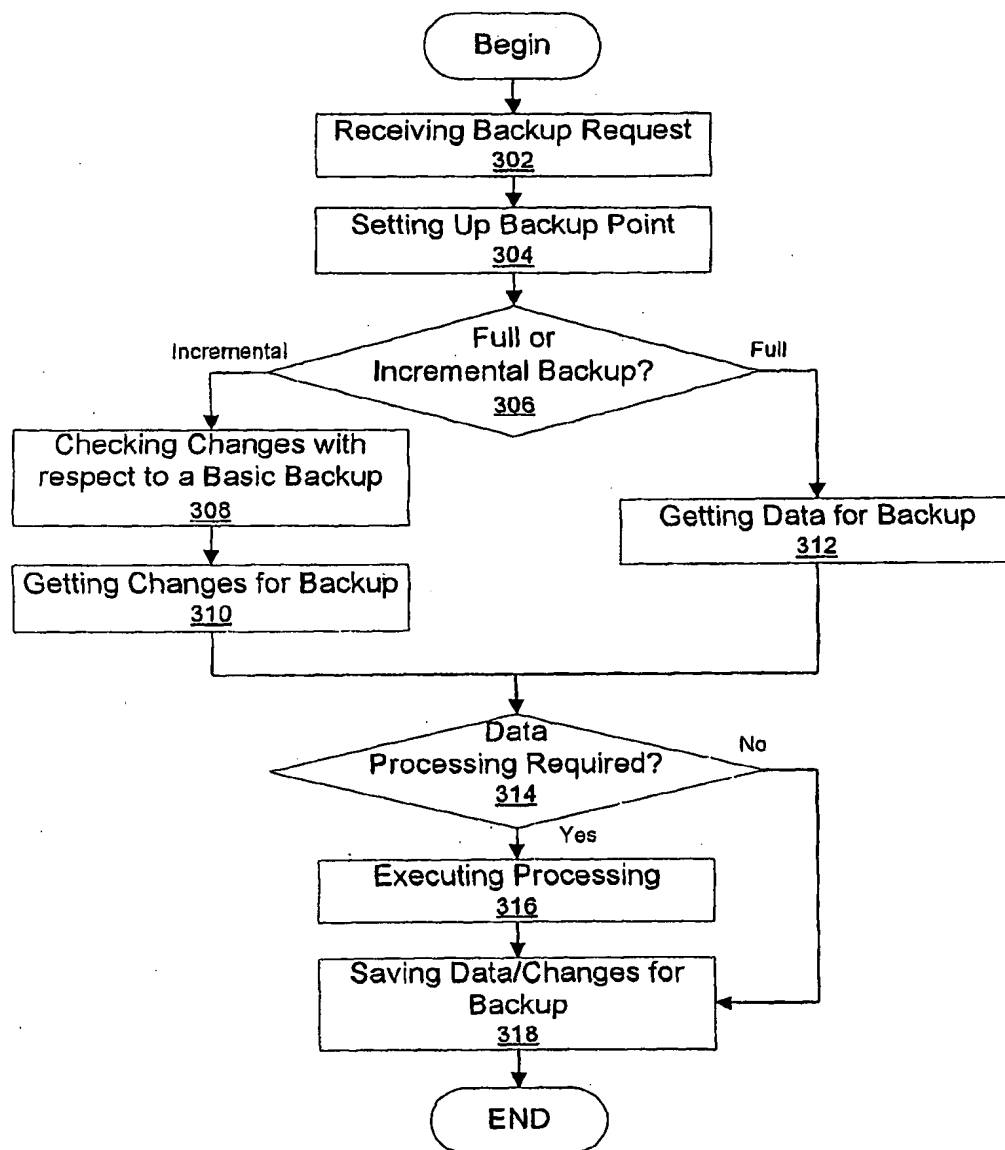 Begin
Receiving Backup Request
302
Setting Up Backup Point
304
Full or
Incremental Backup?
306
Incremental
Full
Checking Changes with
respect to a Basic Backup
308
Getting Changes for Backup
310
Getting Data for Backup
312
Data
Processing Required?
314
No
Yes
Executing Processing
316
Saving Data/Changes for
Backup
318
END